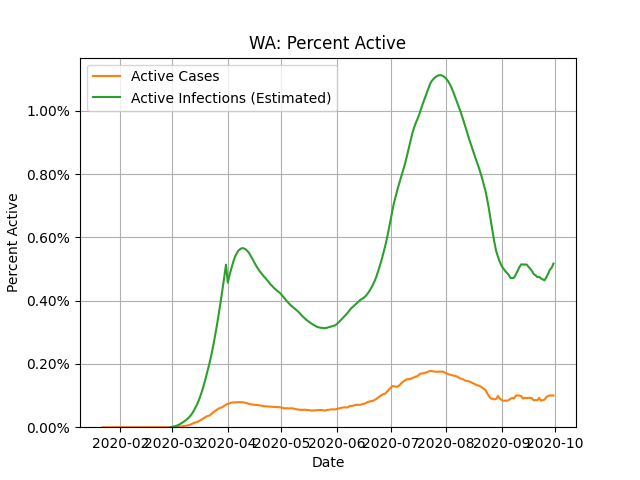 WA: Percent Active
Active Cases
Active Infections (Estimated)
Percent Active
1.00%
0.80%
0.60%
0.40%
0.20%
0.00%
2020-02 2020-03 2020-04 2020-05 2020-06 2020-07 2020-08 2020-09 2020-10
Date